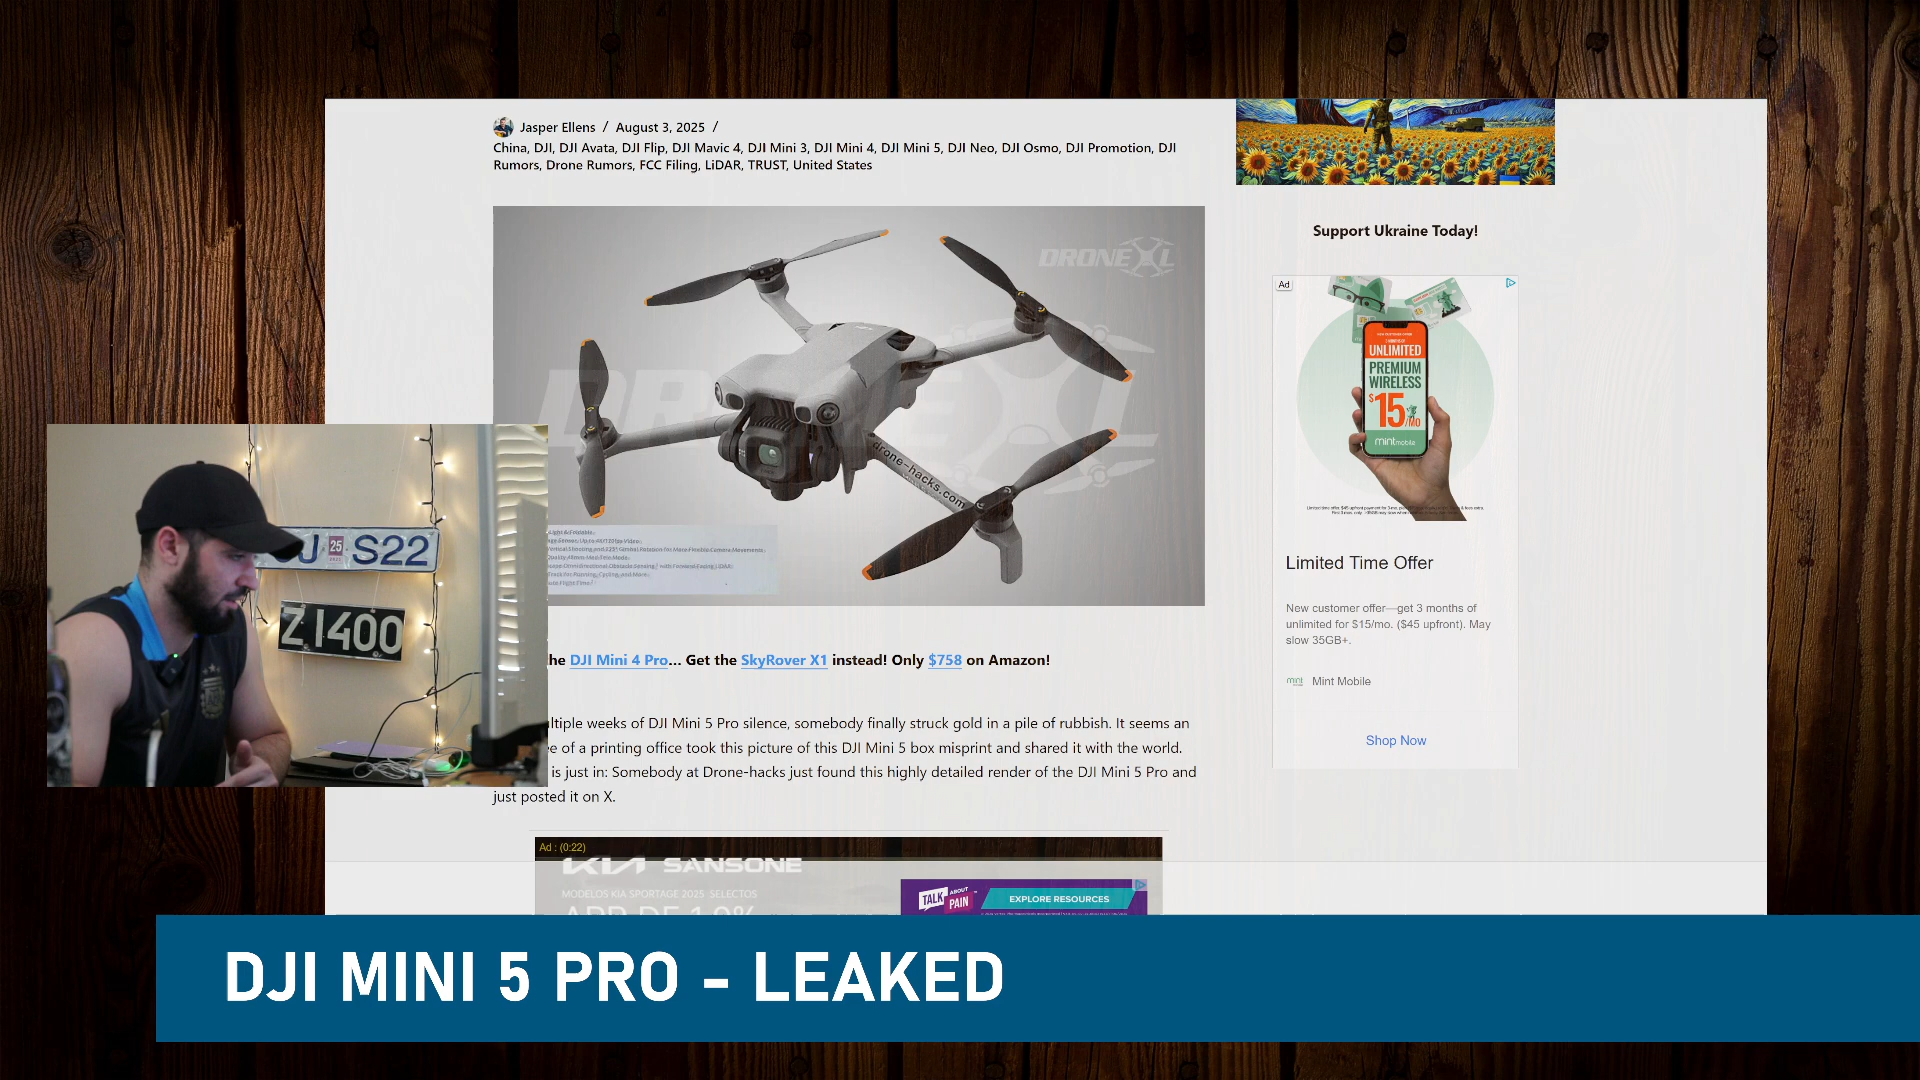 Jasper Ellens / August 3, 2025 /
China, DJI, DJI Avata, DJI Flip, DJI Mavic 4, DJI Mini 3, DJI Mini 4, DJI Mini 5, DJI Neo, DJI Osmo, DJI Promotion, DJI
Rumors, Drone Rumors, FCC Filing, LiDAR, TRUST, United States
DRONEXL
DRONEXL
drone-hacks.com
Support Ukraine Today!
Ad
UNLIMITED
PREMIUM
WIRELESS
$15/MO
mint mobile
Limited Time Offer
New customer offer—get 3 months of
unlimited for $15/mo. ($45 upfront). May
slow 35GB+.
mint Mint Mobile
Shop Now
J 25 S22
Z 1400
he DJI Mini 4 Pro... Get the SkyRover X1 instead! Only $758 on Amazon!
ltiple weeks of DJI Mini 5 Pro silence, somebody finally struck gold in a pile of rubbish. It seems an
e of a printing office took this picture of this DJI Mini 5 box misprint and shared it with the world.
is just in: Somebody at Drone-hacks just found this highly detailed render of the DJI Mini 5 Pro and
just posted it on X.
Ad : (0:22)
KIA SANSONE
MODELOS KIA SPORTAGE 2025 SELECTOS
APR DE 1.9%
TALK ABOUT PAIN
EXPLORE RESOURCES
DJI MINI 5 PRO - LEAKED